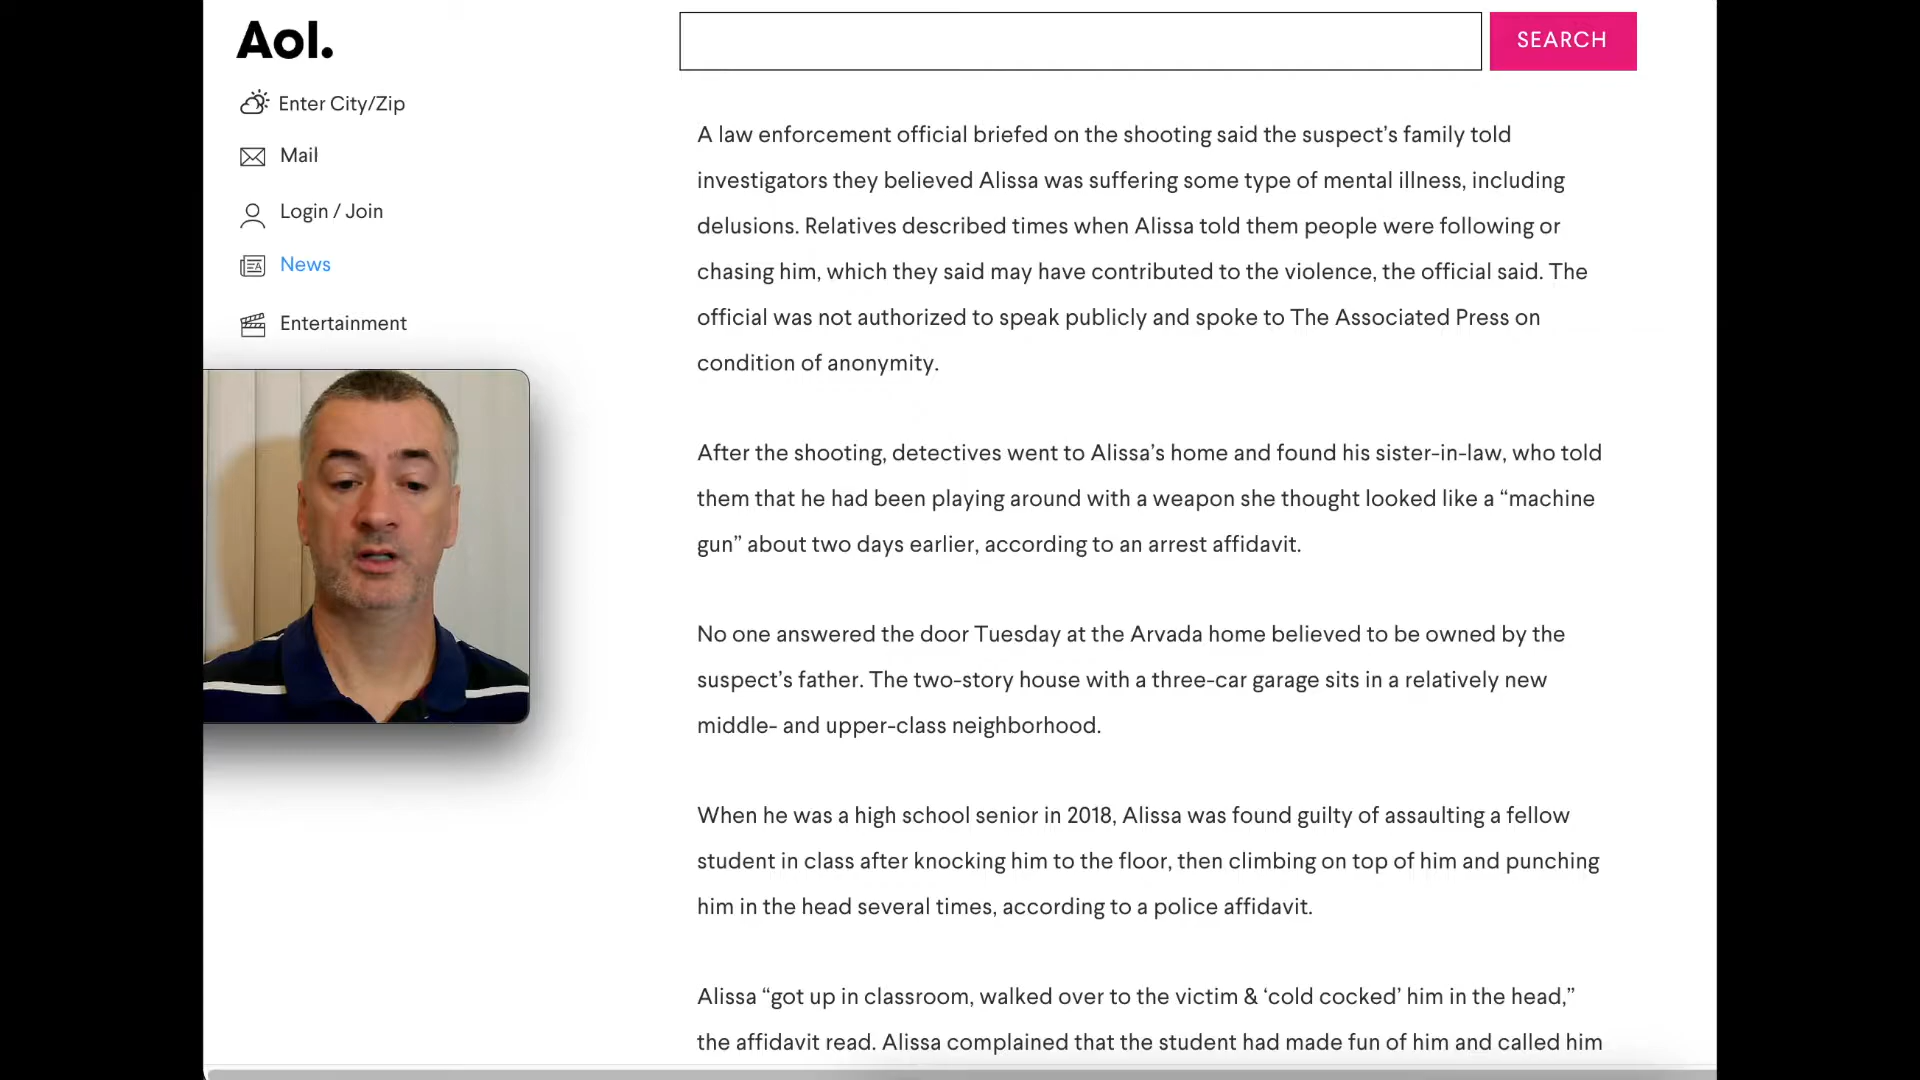 Aol.
SEARCH
Enter City/Zip
Mail
Login / Join
News
Entertainment
A law enforcement official briefed on the shooting said the suspect’s family told
investigators they believed Alissa was suffering some type of mental illness, including
delusions. Relatives described times when Alissa told them people were following or
chasing him, which they said may have contributed to the violence, the official said. The
official was not authorized to speak publicly and spoke to The Associated Press on
condition of anonymity.
After the shooting, detectives went to Alissa’s home and found his sister-in-law, who told
them that he had been playing around with a weapon she thought looked like a “machine
gun” about two days earlier, according to an arrest affidavit.
No one answered the door Tuesday at the Arvada home believed to be owned by the
suspect’s father. The two-story house with a three-car garage sits in a relatively new
middle- and upper-class neighborhood.
When he was a high school senior in 2018, Alissa was found guilty of assaulting a fellow
student in class after knocking him to the floor, then climbing on top of him and punching
him in the head several times, according to a police affidavit.
Alissa “got up in classroom, walked over to the victim & ‘cold cocked’ him in the head,”
the affidavit read. Alissa complained that the student had made fun of him and called him